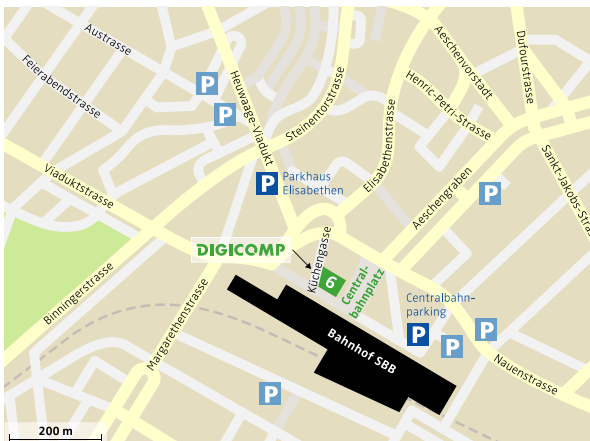 Austrasse
Feierabendstrasse
P
P
Heuwaage-Viadukt
Steinentorstrasse
Aeschenvorstadt
Dufourstrasse
Henric-Petri-Strasse
Elisabethenstrasse
Sankt-Jakobs-Stra
Viaduktstrasse
P
Parkhaus
Elisabethen
Aeschengraben
P
DIGICOMP
Küchengasse
6
Central-
bahnplatz
Binningerstrasse
Margarethenstrasse
Centralbahn-
parking
P
P
P
Bahnhof SBB
Nauenstrasse
P
200 m